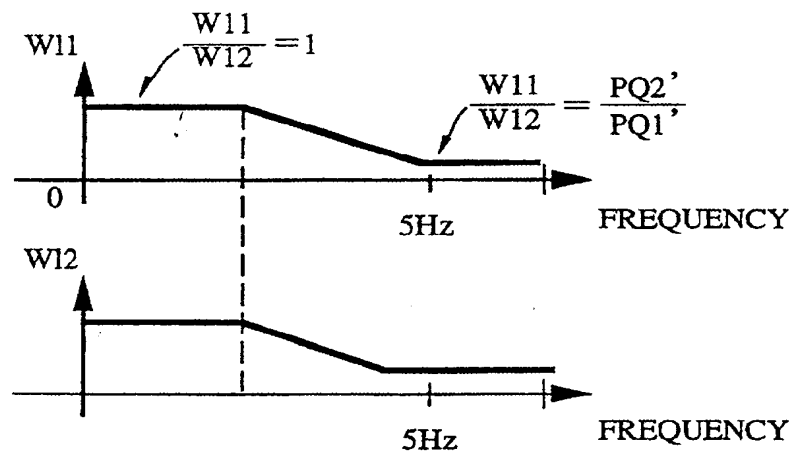 W11
W11/W12 = 1
W11/W12 = PQ2'/PQ1'
0
5Hz
FREQUENCY
W12
5Hz
FREQUENCY